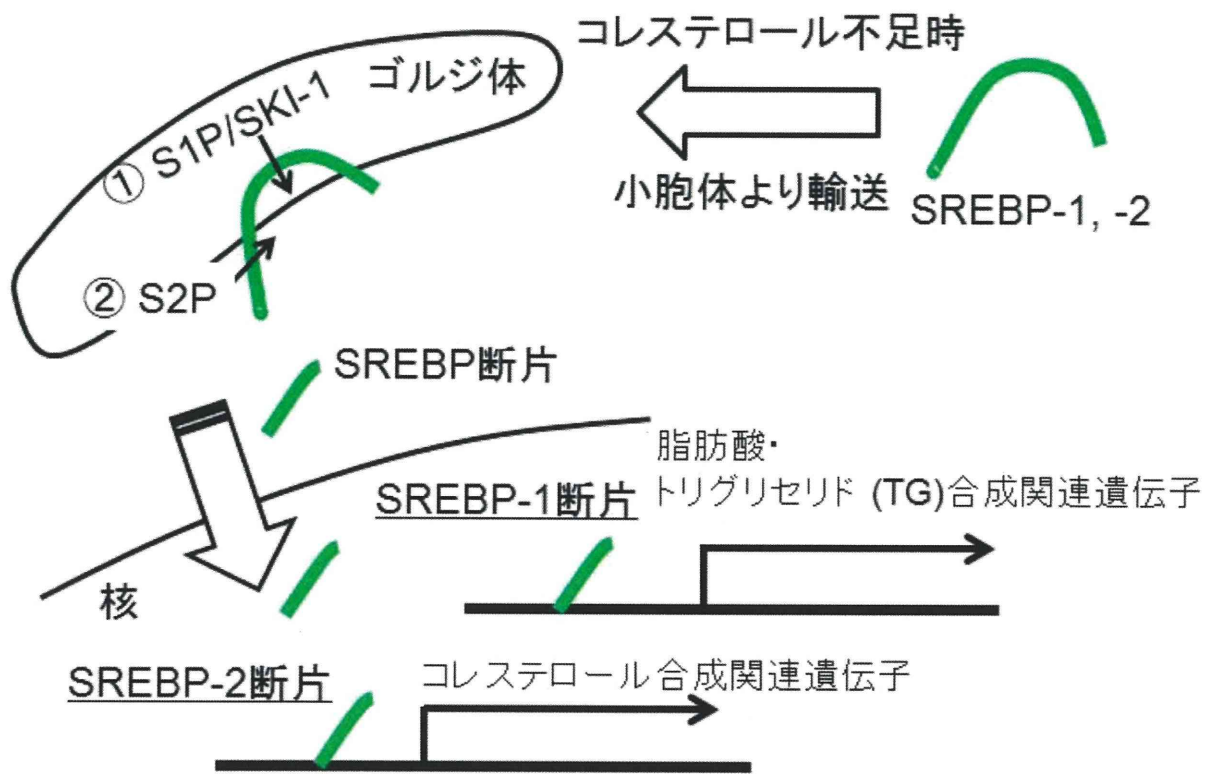 コレステロール不足時
ゴルジ体
① S1P/SKI-1
小胞体より輸送
SREBP-1, -2
② S2P
SREBP断片
脂肪酸・
トリグリセリド (TG)合成関連遺伝子
SREBP-1断片
核
SREBP-2断片
コレステロール合成関連遺伝子